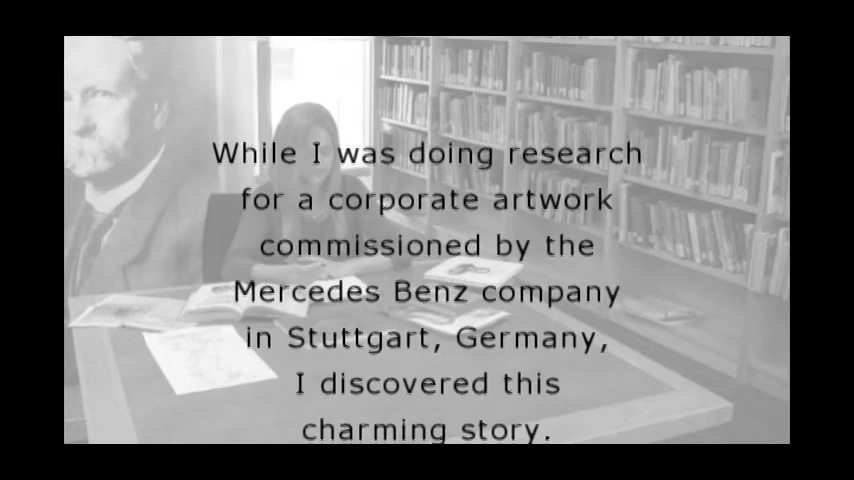 While I was doing research
for a corporate artwork
commissioned by the
Mercedes Benz company
in Stuttgart, Germany,
I discovered this
charming story.